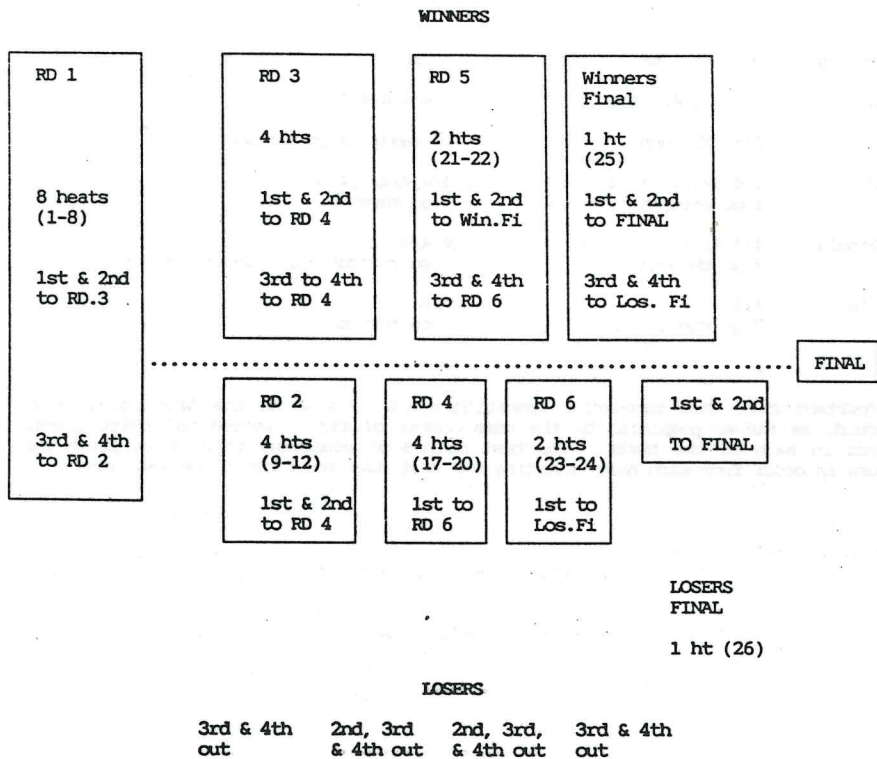 WINNERS
RD 1
8 heats
(1-8)
1st & 2nd
to RD.3
3rd & 4th
to RD 2
RD 3
4 hts
1st & 2nd
to RD 4
3rd to 4th
to RD 4
RD 5
2 hts
(21-22)
1st & 2nd
to Win.Fi
3rd & 4th
to RD 6
Winners
Final
1 ht
(25)
1st & 2nd
to FINAL
3rd & 4th
to Los. Fi
FINAL
RD 2
4 hts
(9-12)
1st & 2nd
to RD 4
RD 4
4 hts
(17-20)
1st to
RD 6
RD 6
2 hts
(23-24)
1st to
Los.Fi
1st & 2nd
TO FINAL
LOSERS
FINAL
1 ht (26)
LOSERS
3rd & 4th
out
2nd, 3rd
& 4th out
2nd, 3rd,
& 4th out
3rd & 4th
out